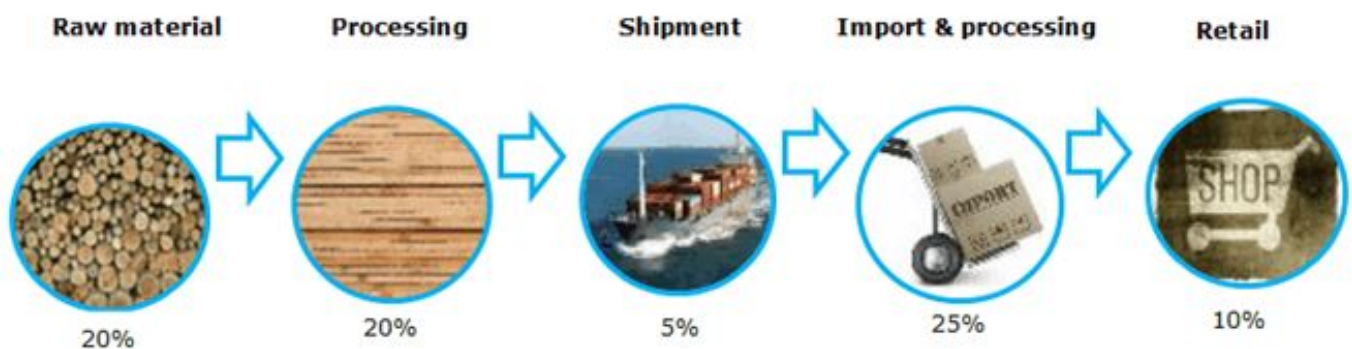 Raw material
Processing
Shipment
Import & processing
Retail
SHOP
20%
20%
5%
25%
10%